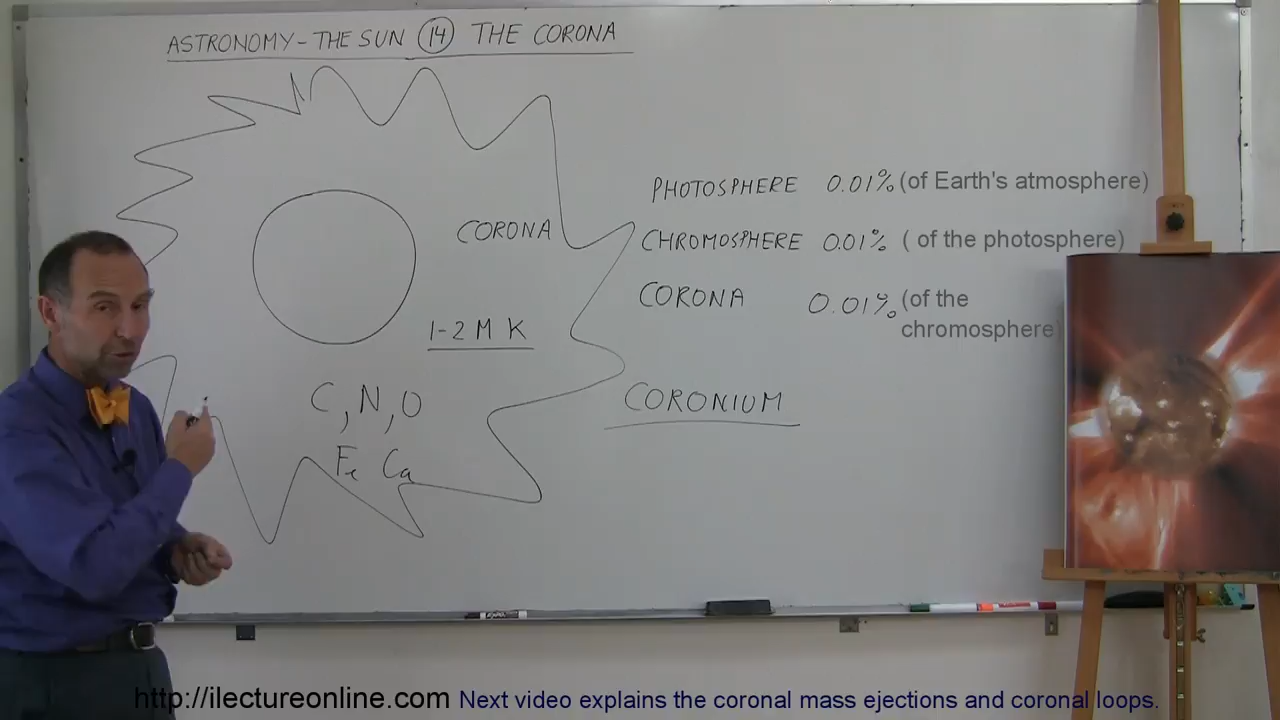 ASTRONOMY - THE SUN 14 THE CORONA
PHOTOSPHERE 0.01% (of Earth's atmosphere)
CORONA
CHROMOSPHERE 0.01% ( of the photosphere)
CORONA 0.01% (of the
chromosphere)
1-2 M K
C, N, O
CORONIUM
Fe Ca
http://ilectureonline.com Next video explains the coronal mass ejections and coronal loops.